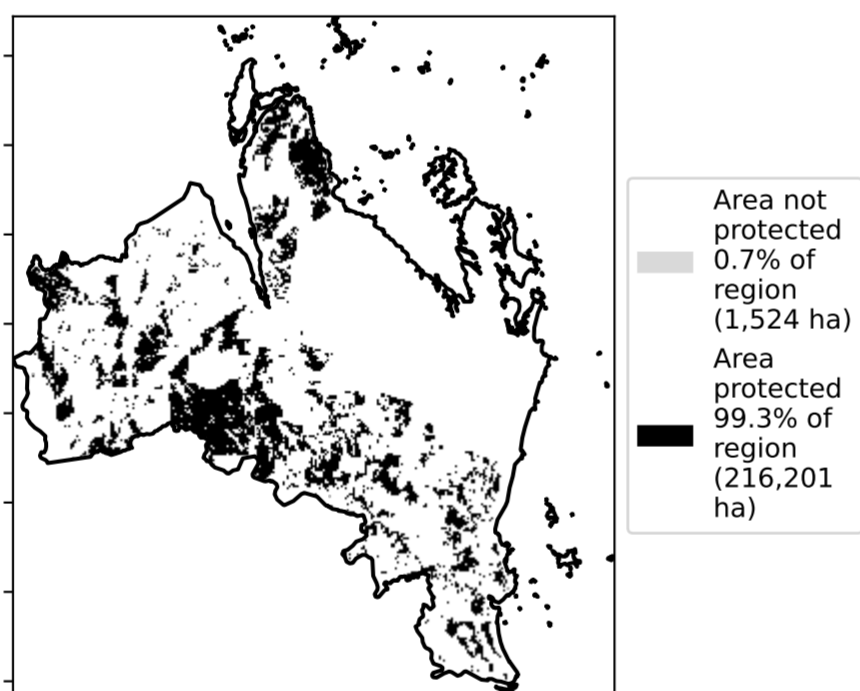 Area not
protected
0.7% of
region
(1,524 ha)
Area
protected
99.3% of
region
(216,201
ha)